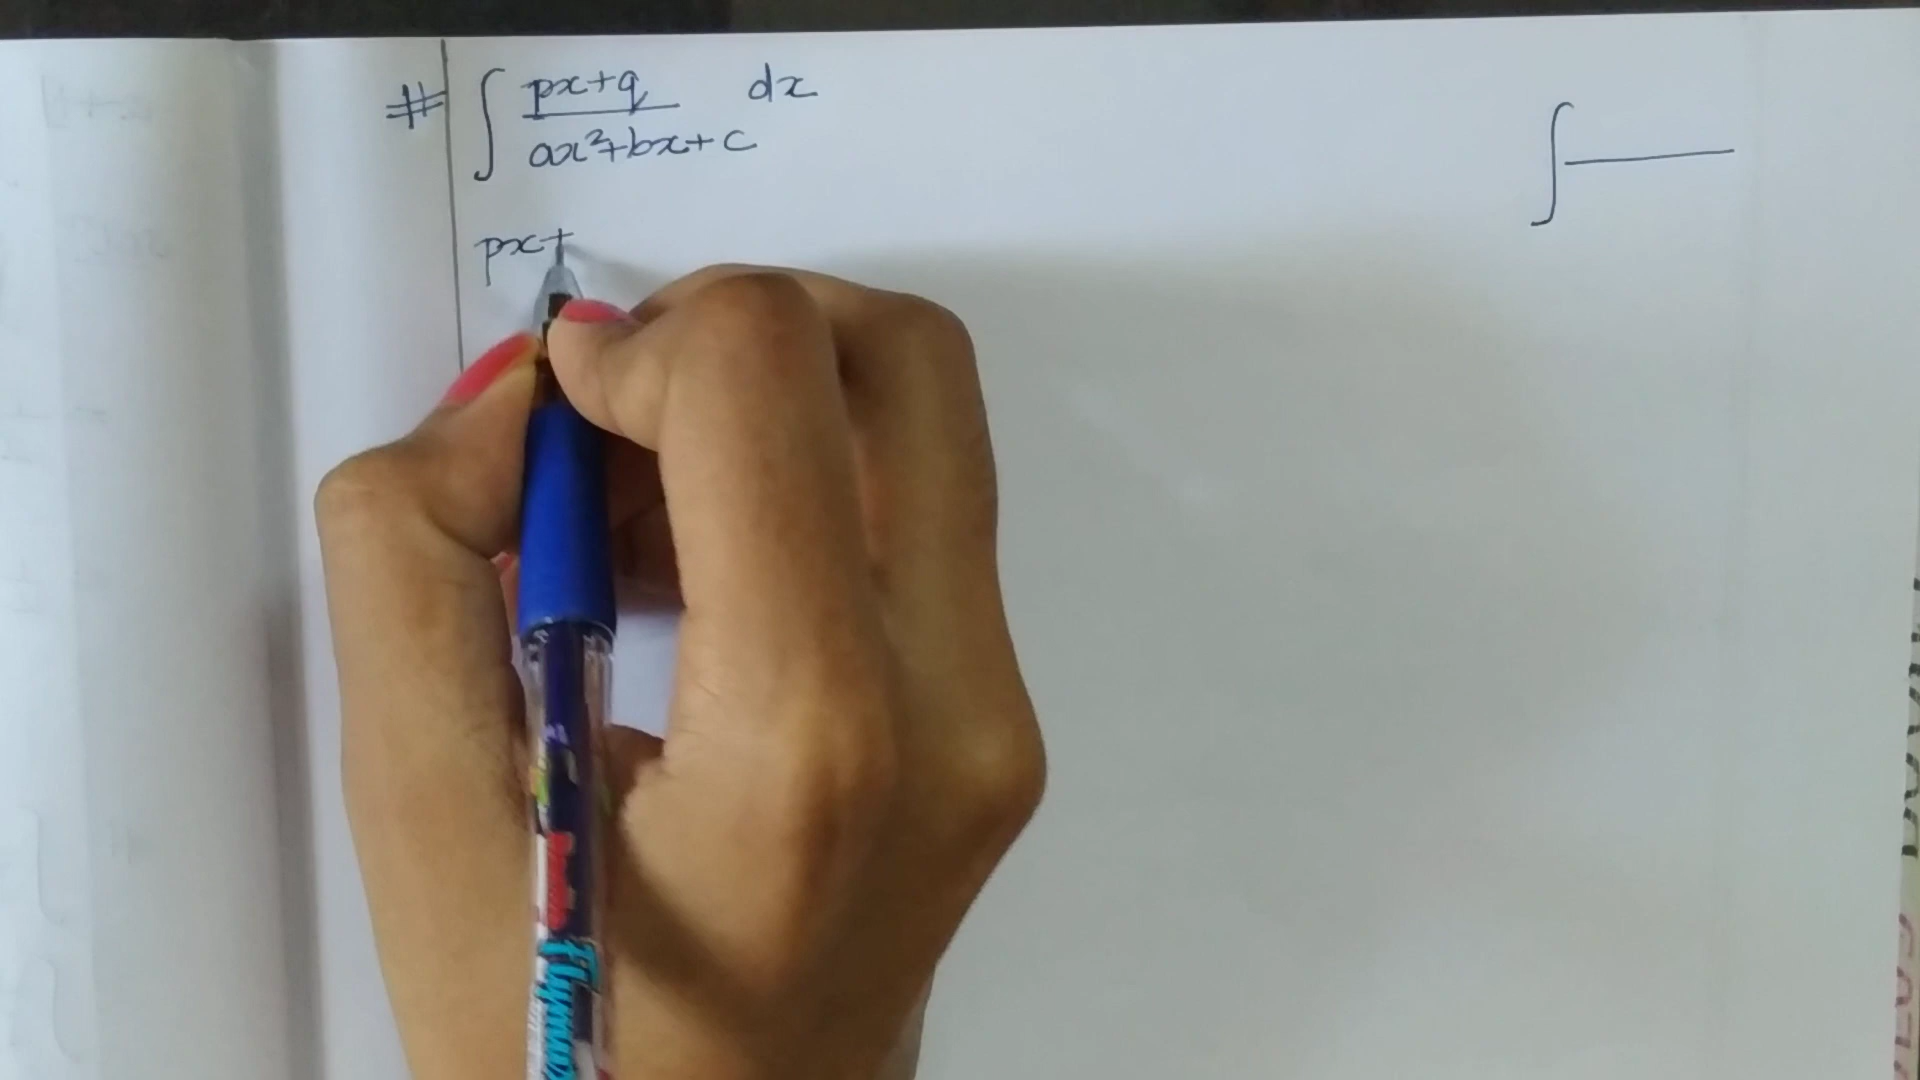 # ∫ px+q / ax²+bx+c dx
∫
px+